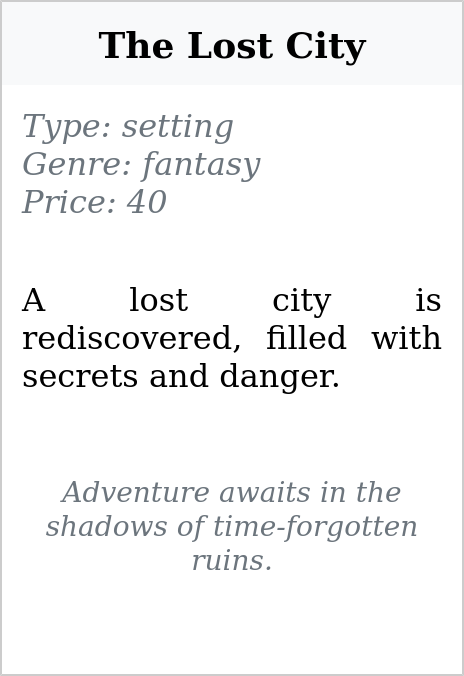 The Lost City
Type: setting
Genre: fantasy
Price: 40
A lost city is
rediscovered, filled with
secrets and danger.
Adventure awaits in the
shadows of time-forgotten
ruins.